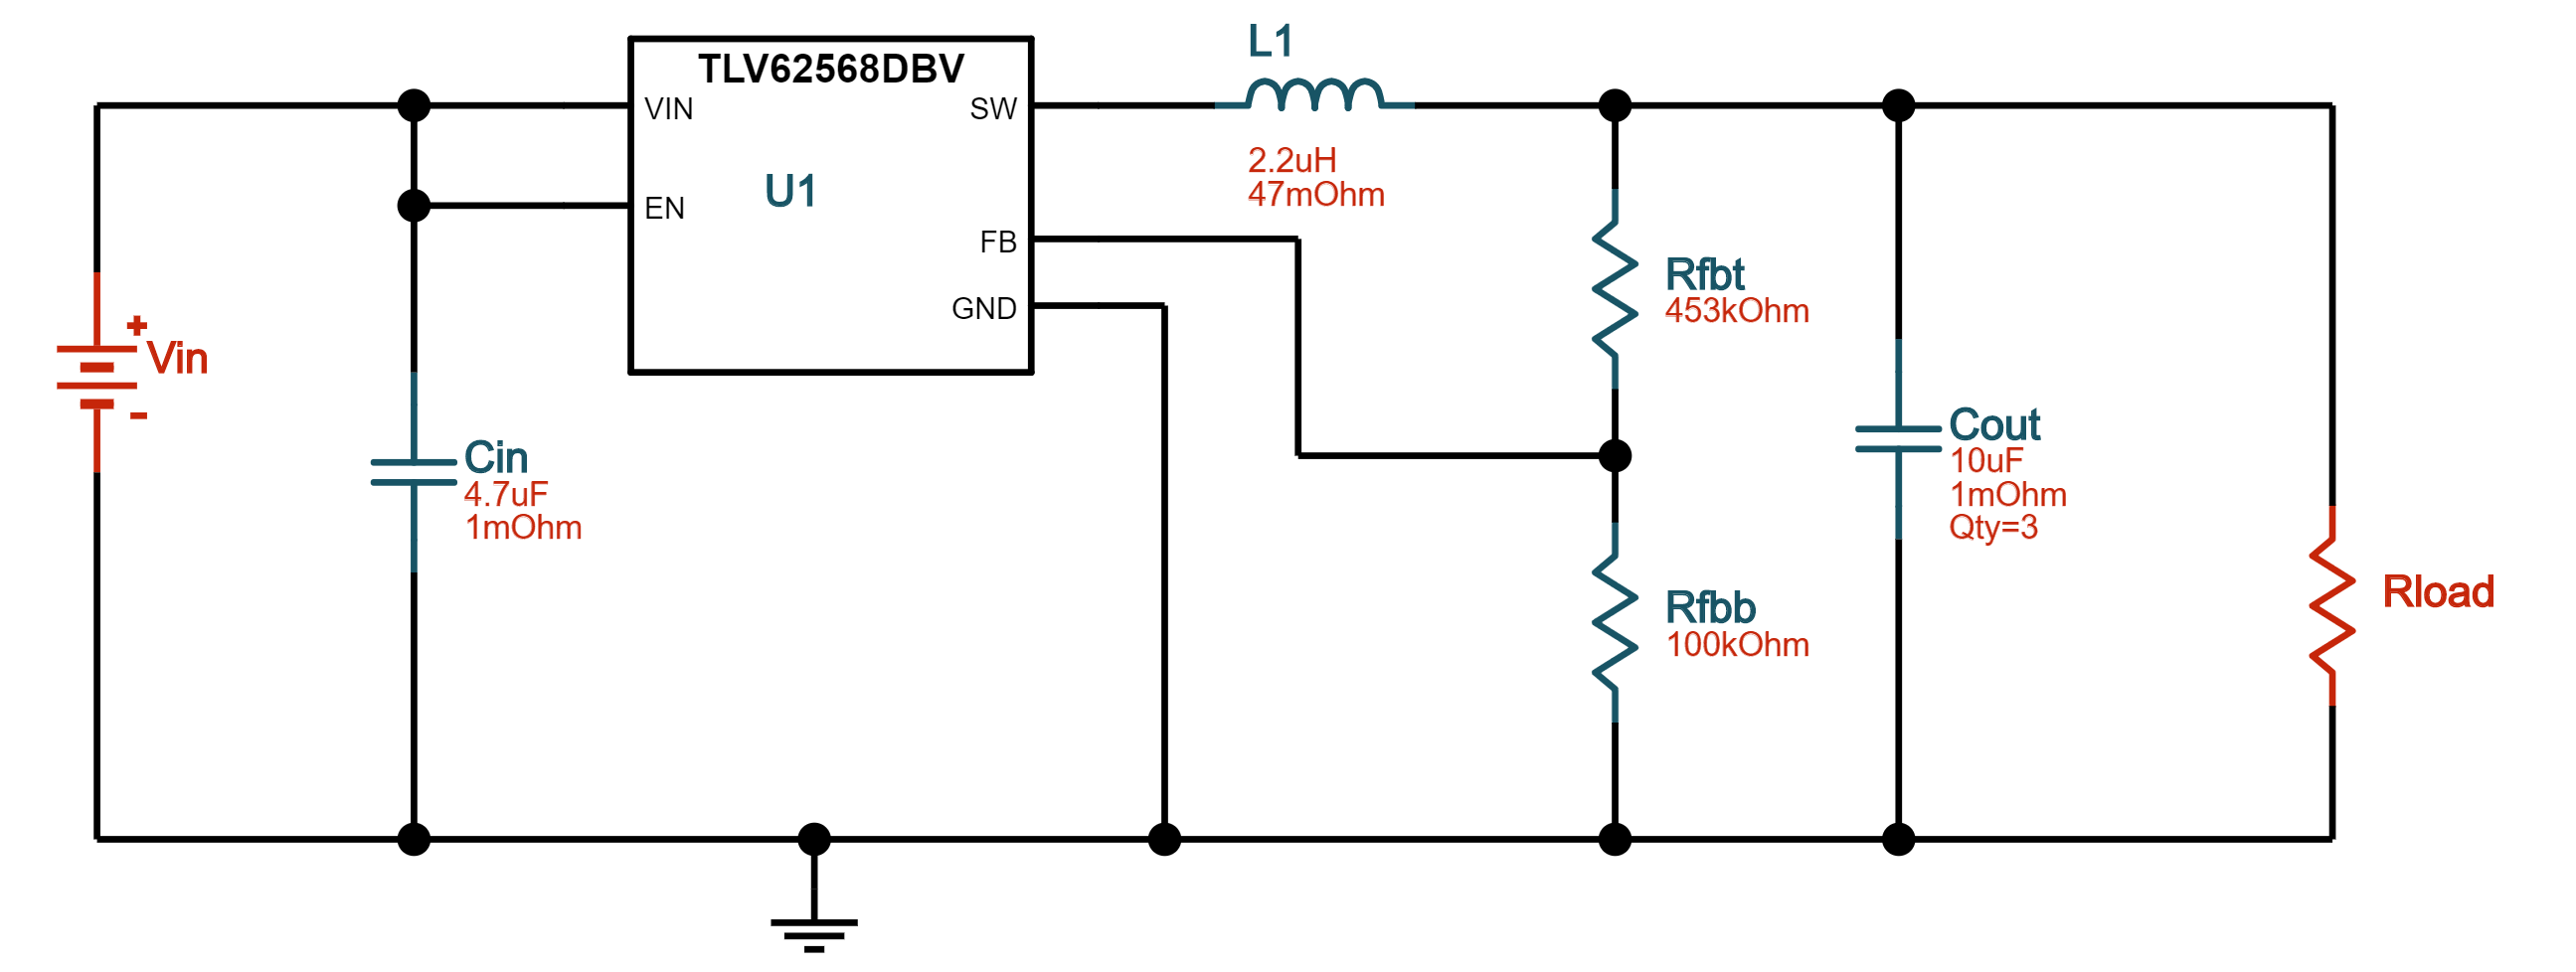 TLV62568DBV
VIN
SW
EN
U1
FB
GND
L1
2.2uH
47mOhm
+
Vin
-
Cin
4.7uF
1mOhm
Rfbt
453kOhm
Rfbb
100kOhm
Cout
10uF
1mOhm
Qty=3
Rload